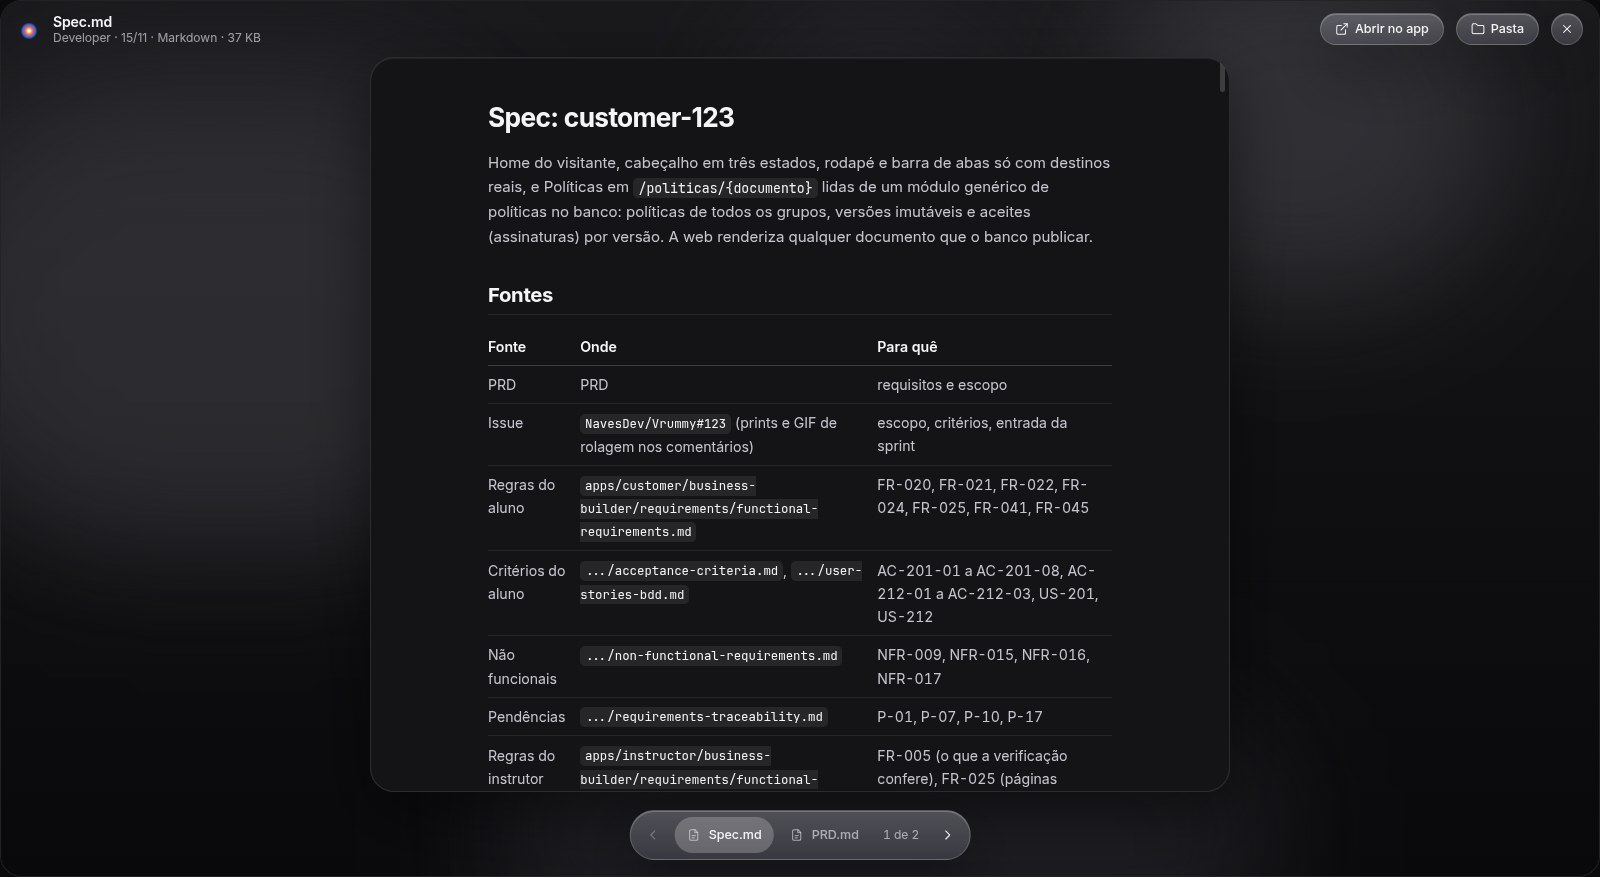 Spec.md
Developer · 15/11 · Markdown · 37 KB
Abrir no app
Pasta
Spec: customer-123
Home do visitante, cabeçalho em três estados, rodapé e barra de abas só com destinos
reais, e Políticas em /politicas/{documento} lidas de um módulo genérico de
políticas no banco: políticas de todos os grupos, versões imutáveis e aceites
(assinaturas) por versão. A web renderiza qualquer documento que o banco publicar.
Fontes
Fonte Onde Para quê
PRD PRD requisitos e escopo
Issue NavesDev/Vrummy#123 (prints e GIF de escopo, critérios, entrada da
rolagem nos comentários) sprint
Regras do apps/customer/business- FR-020, FR-021, FR-022, FR-
aluno builder/requirements/functional- 024, FR-025, FR-041, FR-045
requirements.md
Critérios do .../acceptance-criteria.md, .../user- AC-201-01 a AC-201-08, AC-
aluno stories-bdd.md 212-01 a AC-212-03, US-201,
US-212
Não .../non-functional-requirements.md NFR-009, NFR-015, NFR-016,
funcionais NFR-017
Pendências .../requirements-traceability.md P-01, P-07, P-10, P-17
Regras do apps/instructor/business- FR-005 (o que a verificação
instrutor builder/requirements/functional- confere), FR-025 (páginas
Spec.md
PRD.md
1 de 2